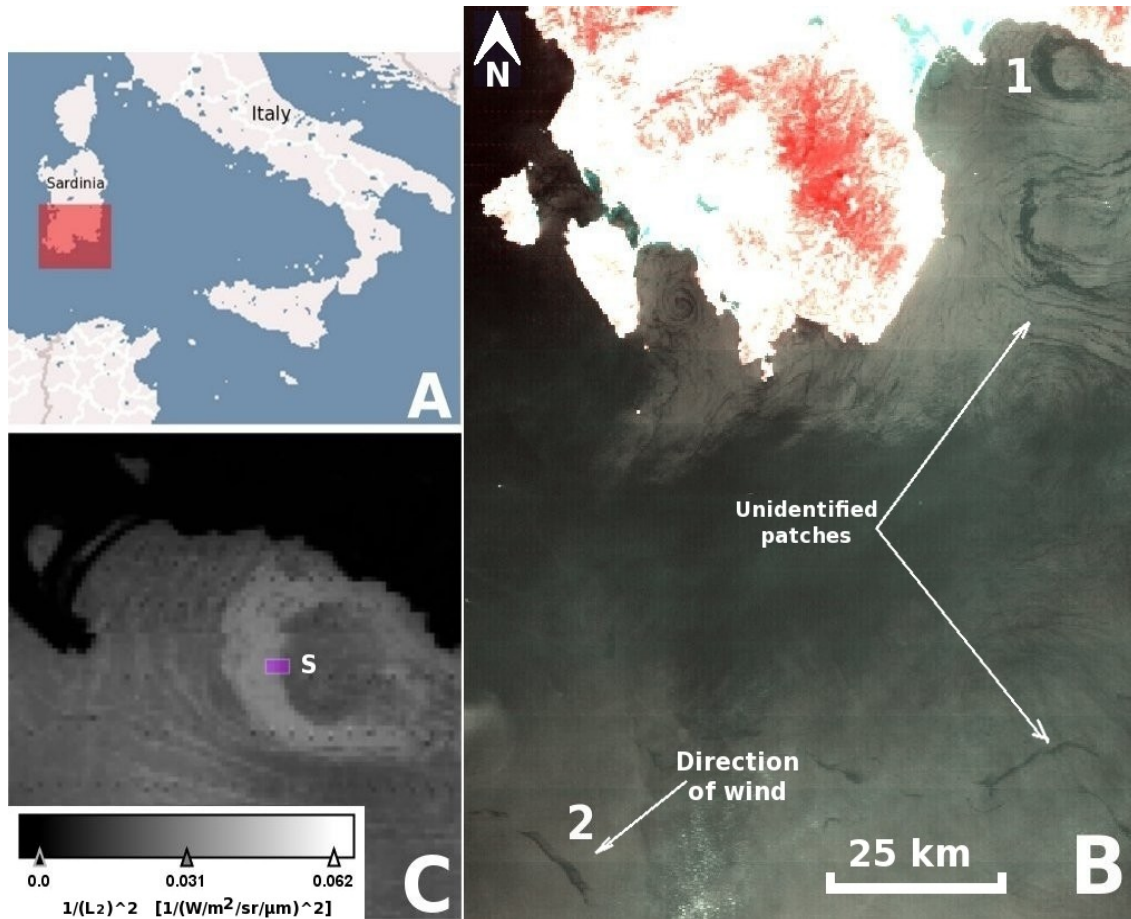 Italy
Sardinia
A
N
1
Unidentified
patches
Direction
of wind
2
25 km
B
S
0.0
0.031
0.062
1/(L₂)^2 [1/(W/m²/sr/μm)^2]
C